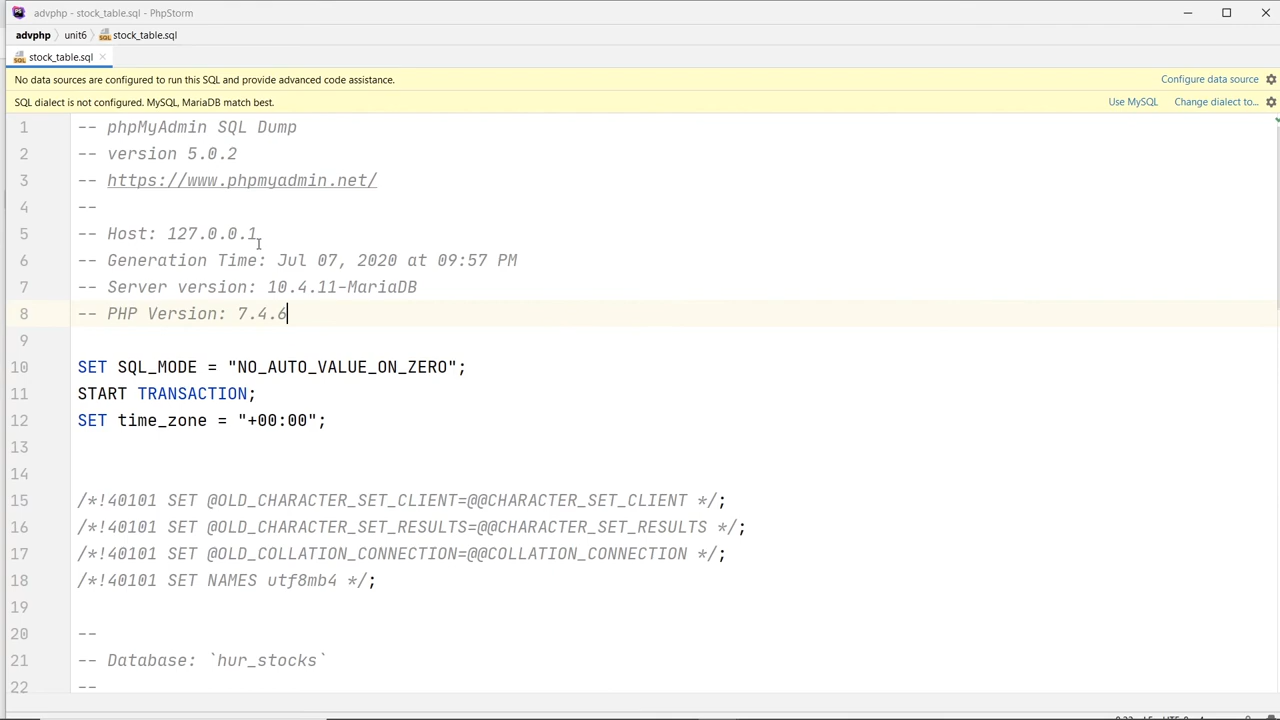 advphp - stock_table.sql - PhpStorm
advphp unit6 stock_table.sql
stock_table.sql
No data sources are configured to run this SQL and provide advanced code assistance. Configure data source
SQL dialect is not configured. MySQL, MariaDB match best. Use MySQL Change dialect to...
1 -- phpMyAdmin SQL Dump
2 -- version 5.0.2
3 -- https://www.phpmyadmin.net/
4 --
5 -- Host: 127.0.0.1
6 -- Generation Time: Jul 07, 2020 at 09:57 PM
7 -- Server version: 10.4.11-MariaDB
8 -- PHP Version: 7.4.6
9
10 SET SQL_MODE = "NO_AUTO_VALUE_ON_ZERO";
11 START TRANSACTION;
12 SET time_zone = "+00:00";
13
14
15 /*!40101 SET @OLD_CHARACTER_SET_CLIENT=@@CHARACTER_SET_CLIENT */;
16 /*!40101 SET @OLD_CHARACTER_SET_RESULTS=@@CHARACTER_SET_RESULTS */;
17 /*!40101 SET @OLD_COLLATION_CONNECTION=@@COLLATION_CONNECTION */;
18 /*!40101 SET NAMES utf8mb4 */;
19
20 --
21 -- Database: `hur_stocks`
22 --